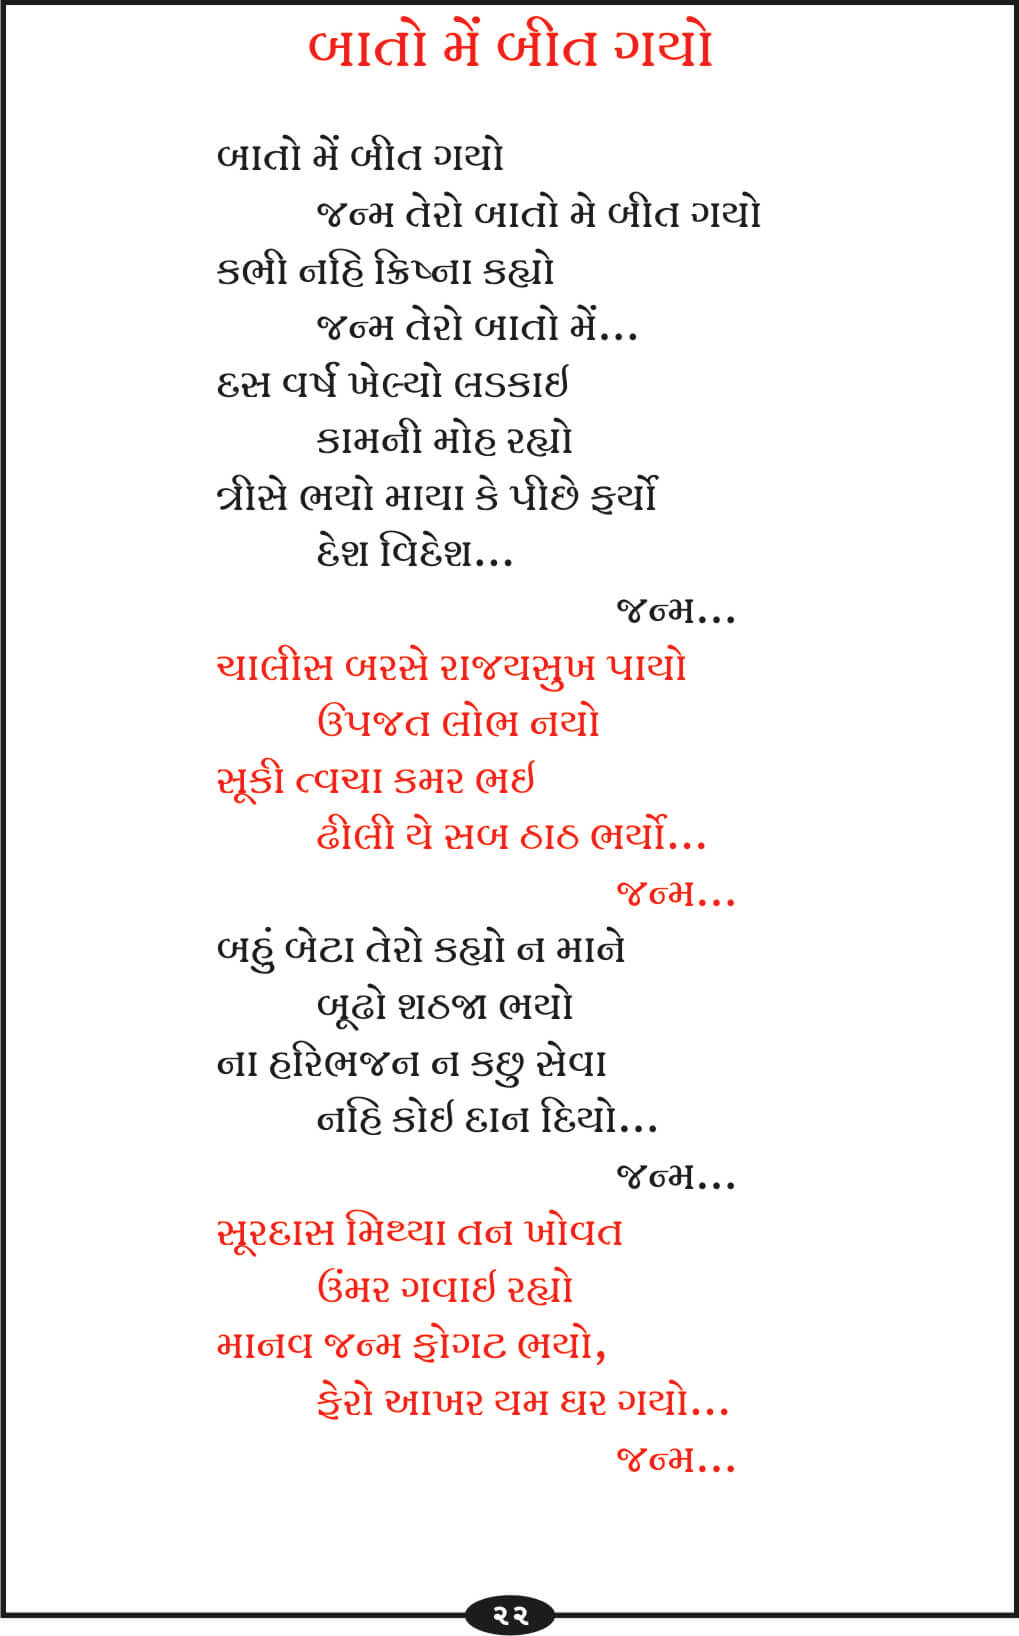 બાતો મેં બીત ગયો
બાતો મેં બીત ગયો
જન્મ તેરો બાતો મે બીત ગયો
કભી નહિ ક્રિષ્ના કહ્યો
જન્મ તેરો બાતો મેં...
દસ વર્ષ ખેલ્યો લડકાઈ
કામની મોહ રહ્યો
ત્રીસે ભયો માયા કે પીછે ફર્યો
દેશ વિદેશ...
જન્મ...
ચાલીસ બરસે રાજયસુખ પાયો
ઉપજત લોભ નયો
સૂકી ત્વચા કમર ભઈ
ઢીલી યે સબ ઠાઠ ભર્યો...
જન્મ...
બહું બેટા તેરો કહ્યો ન માને
બૂઢો શઠજા ભયો
ના હરિભજન ન કછુ સેવા
નહિ કોઈ દાન દિયો...
જન્મ...
સૂરદાસ મિથ્યા તન ખોવત
ઉંમર ગવાઈ રહ્યો
માનવ જન્મ ફોગટ ભયો,
ફેરો આખર યમ ઘર ગયો...
જન્મ...
૨૨